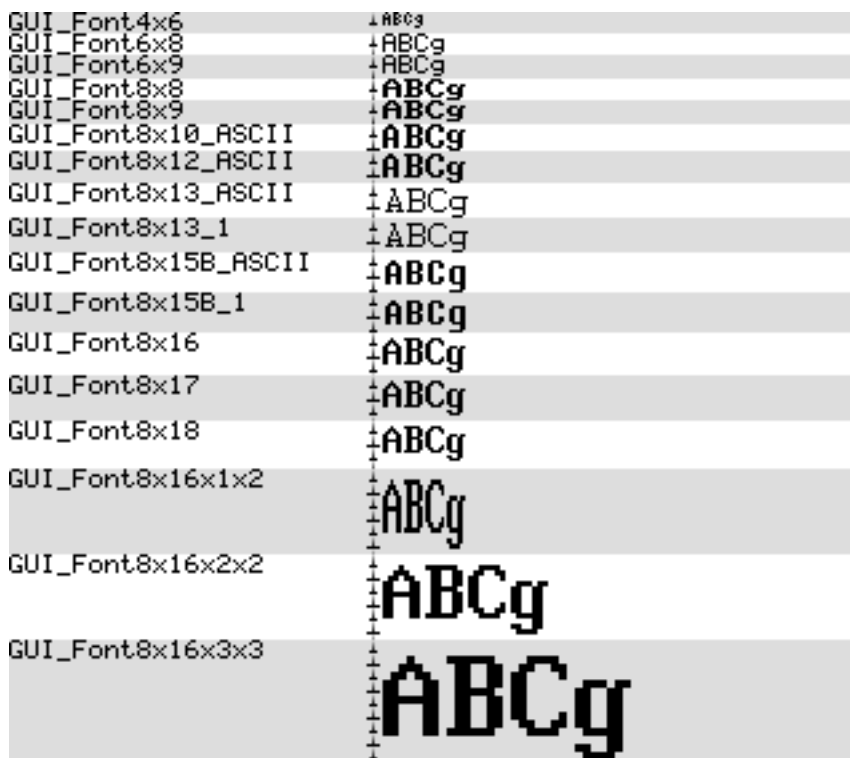 GUI_Font4x6 ABCg
GUI_Font6x8 ABCg
GUI_Font6x9 ABCg
GUI_Font8x8 ABCg
GUI_Font8x9 ABCg
GUI_Font8x10_ASCII ABCg
GUI_Font8x12_ASCII ABCg
GUI_Font8x13_ASCII ABCg
GUI_Font8x13_1 ABCg
GUI_Font8x15B_ASCII ABCg
GUI_Font8x15B_1 ABCg
GUI_Font8x16 ABCg
GUI_Font8x17 ABCg
GUI_Font8x18 ABCg
GUI_Font8x16x1x2 ABCg
GUI_Font8x16x2x2 ABCg
GUI_Font8x16x3x3 ABCg